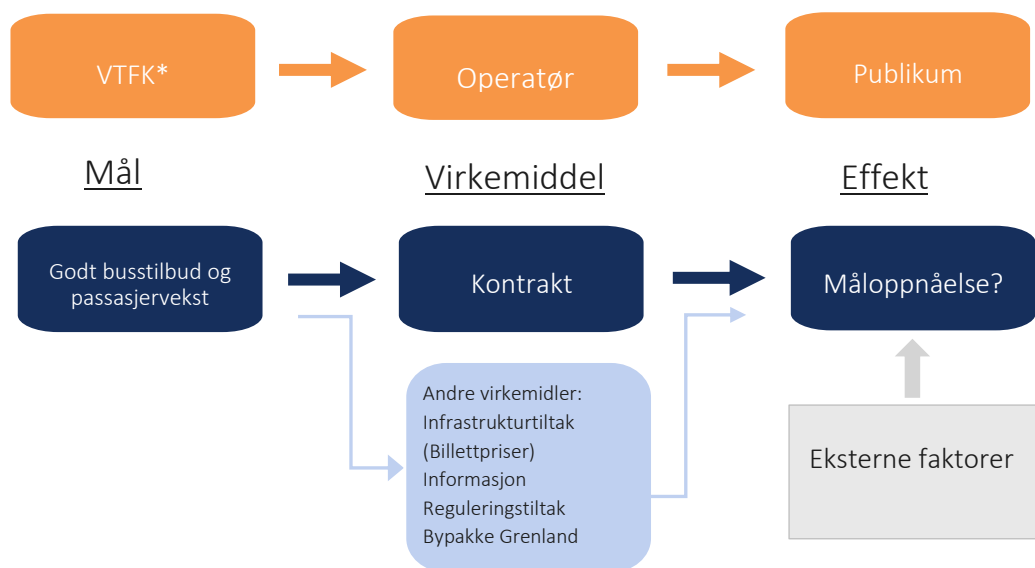 VTFK*
Operatør
Publikum
Mål
Virkemiddel
Effekt
Godt busstilbud og
passasjervekst
Kontrakt
Måloppnåelse?
Andre virkemidler:
Infrastrukturtiltak
(Billettpriser)
Informasjon
Reguleringstiltak
Bypakke Grenland
Eksterne faktorer